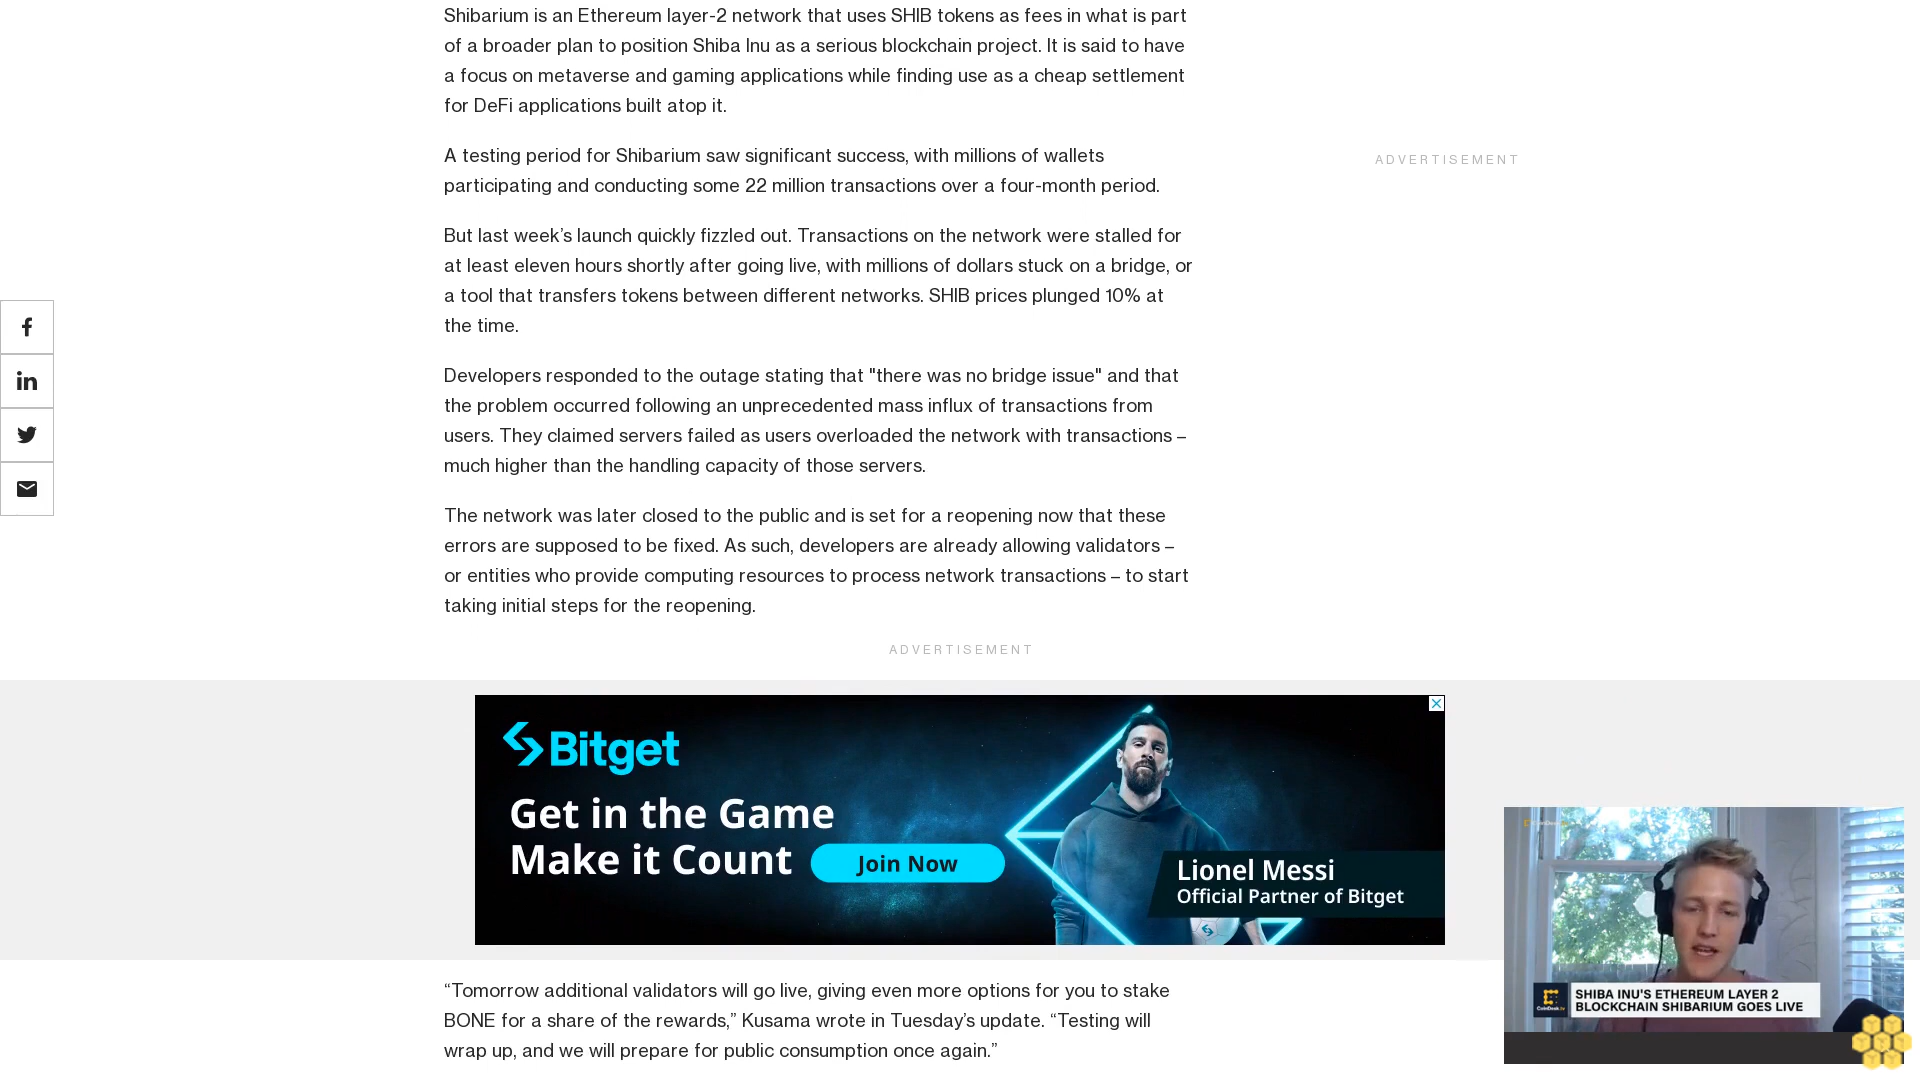 Shibarium is an Ethereum layer-2 network that uses SHIB tokens as fees in what is part
of a broader plan to position Shiba Inu as a serious blockchain project. It is said to have
a focus on metaverse and gaming applications while finding use as a cheap settlement
for DeFi applications built atop it.
A testing period for Shibarium saw significant success, with millions of wallets
participating and conducting some 22 million transactions over a four-month period.
ADVERTISEMENT
But last week’s launch quickly fizzled out. Transactions on the network were stalled for
at least eleven hours shortly after going live, with millions of dollars stuck on a bridge, or
a tool that transfers tokens between different networks. SHIB prices plunged 10% at
the time.
Developers responded to the outage stating that "there was no bridge issue" and that
the problem occurred following an unprecedented mass influx of transactions from
users. They claimed servers failed as users overloaded the network with transactions –
much higher than the handling capacity of those servers.
The network was later closed to the public and is set for a reopening now that these
errors are supposed to be fixed. As such, developers are already allowing validators –
or entities who provide computing resources to process network transactions – to start
taking initial steps for the reopening.
ADVERTISEMENT
Bitget
Get in the Game
Make it Count
Join Now
Lionel Messi
Official Partner of Bitget
“Tomorrow additional validators will go live, giving even more options for you to stake
BONE for a share of the rewards,” Kusama wrote in Tuesday’s update. “Testing will
wrap up, and we will prepare for public consumption once again.”
SHIBA INU'S ETHEREUM LAYER 2
BLOCKCHAIN SHIBARIUM GOES LIVE
CoinDesk.tv